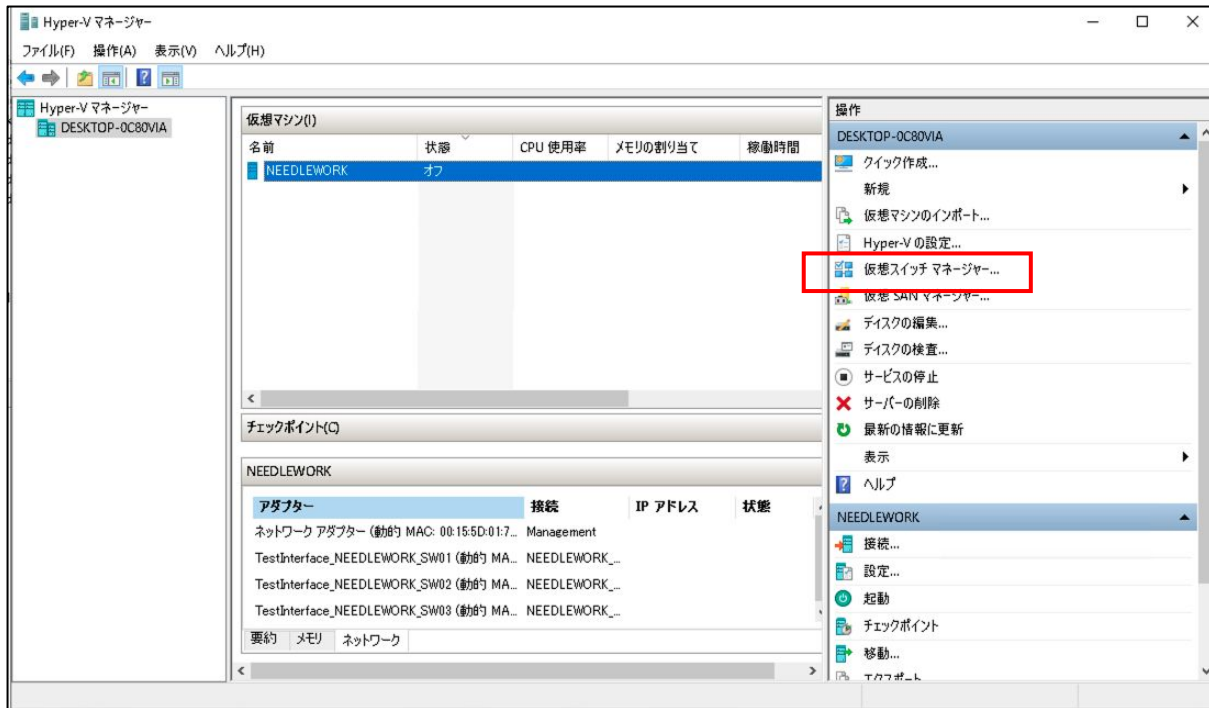 Hyper-V マネージャー
ファイル(F) 操作(A) 表示(V) ヘルプ(H)
Hyper-V マネージャー
DESKTOP-0C80VIA
仮想マシン(I)
名前 状態 CPU 使用率 メモリの割り当て 稼働時間
NEEDLEWORK オフ
チェックポイント(C)
NEEDLEWORK
アダプター 接続 IP アドレス 状態
ネットワーク アダプター (動的 MAC: 00:15:5D:01:7... Management
TestInterface_NEEDLEWORK_SW01 (動的 MA... NEEDLEWORK_...
TestInterface_NEEDLEWORK_SW02 (動的 MA... NEEDLEWORK_...
TestInterface_NEEDLEWORK_SW03 (動的 MA... NEEDLEWORK_...
要約 メモリ ネットワーク
操作
DESKTOP-0C80VIA
クイック作成...
新規
仮想マシンのインポート...
Hyper-V の設定...
仮想スイッチ マネージャー...
仮想 SAN マネージャー...
ディスクの編集...
ディスクの検査...
サービスの停止
サーバーの削除
最新の情報に更新
表示
ヘルプ
NEEDLEWORK
接続...
設定...
起動
チェックポイント
移動...
エクスポート